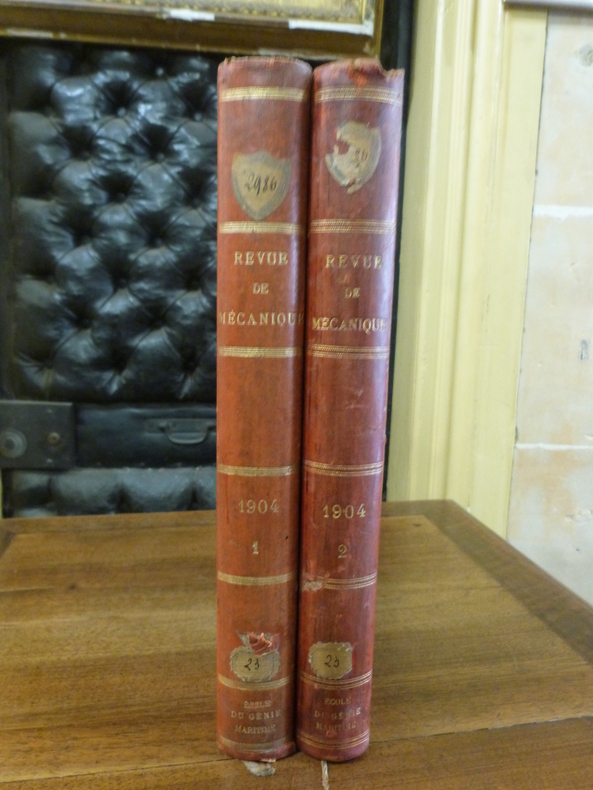 2986
REVUE
DE
MÉCANIQUE
1904
1
23
ÉCOLE
DU GÉNIE
MARITIME
REVUE
DE
MÉCANIQUE
1904
2
23
ÉCOLE
DU GÉNIE
MARITIME